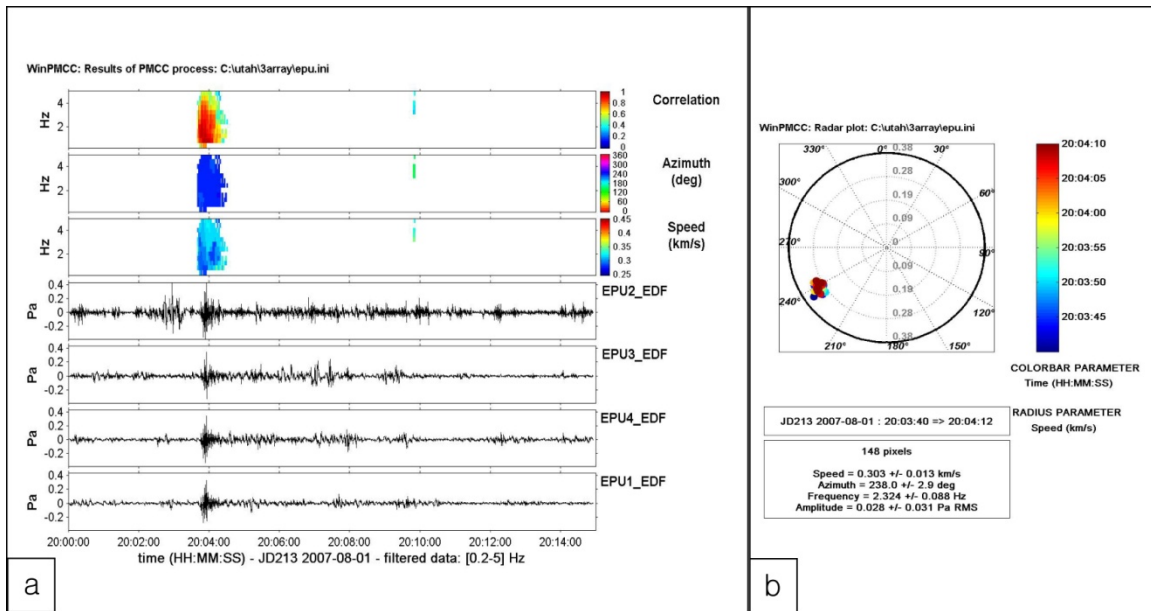 WinPMCC: Results of PMCC process: C:\utah\3array\epu.ini
Hz
4
2
1
0.8
0.6
0.4
0.2
0
Correlation
Hz
4
2
360
300
240
180
120
60
0
Azimuth
(deg)
Hz
4
2
0.45
0.4
0.35
0.3
0.25
Speed
(km/s)
Pa
0.4
0.2
0
-0.2
EPU2_EDF
Pa
0.4
0.2
0
-0.2
EPU3_EDF
Pa
0.4
0.2
0
-0.2
EPU4_EDF
Pa
0.4
0.2
0
-0.2
EPU1_EDF
20:00:00 20:02:00 20:04:00 20:06:00 20:08:00 20:10:00 20:12:00 20:14:00
time (HH:MM:SS) - JD213 2007-08-01 - filtered data: [0.2-5] Hz
a
WinPMCC: Radar plot: C:\utah\3array\epu.ini
330° 0° 30°
300° 60°
270° 90°
240° 120°
210° 180° 150°
0.38
0.28
0.19
0.09
0
0.09
0.19
0.28
0.38
20:04:10
20:04:05
20:04:00
20:03:55
20:03:50
20:03:45
COLORBAR PARAMETER
Time (HH:MM:SS)
JD213 2007-08-01 : 20:03:40 => 20:04:12
RADIUS PARAMETER
Speed (km/s)
148 pixels
Speed = 0.303 +/- 0.013 km/s
Azimuth = 238.0 +/- 2.9 deg
Frequency = 2.324 +/- 0.088 Hz
Amplitude = 0.028 +/- 0.031 Pa RMS
b